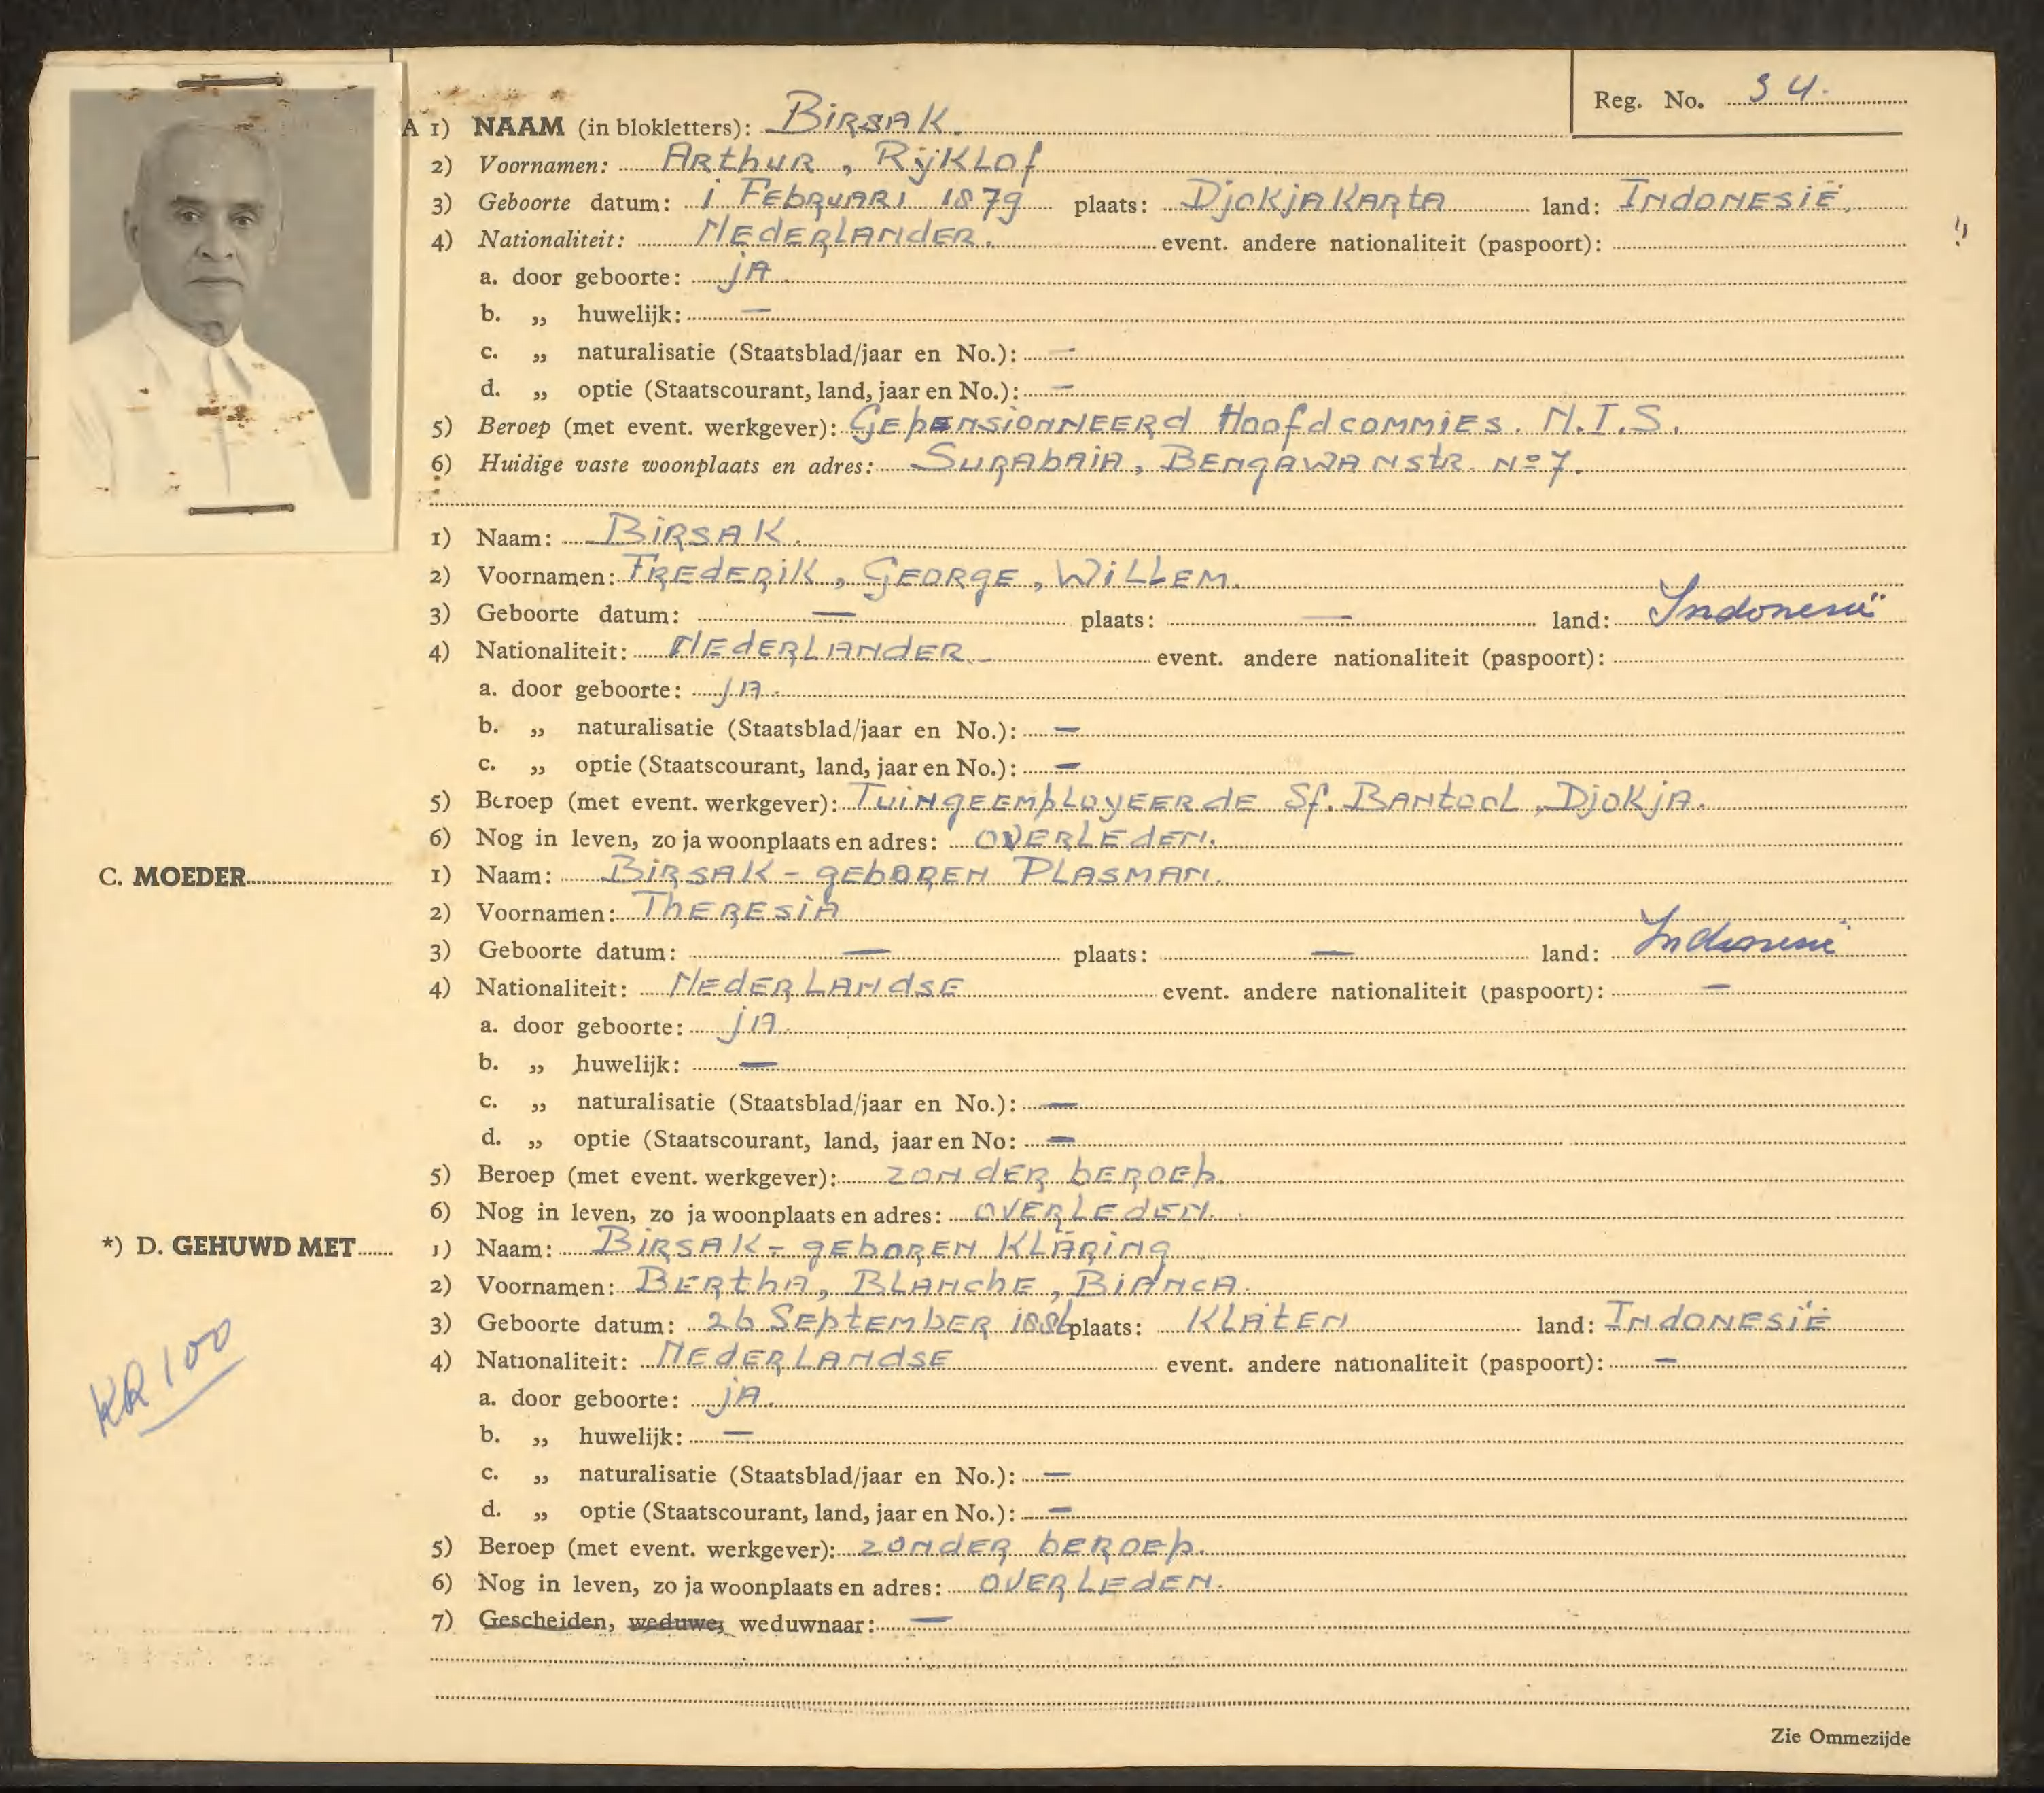 Reg. No. 34.
A 1) NAAM (in blokletters): BIRSAK.
2) Voornamen: ARthUR, RijKLof
3) Geboorte datum: 1 FEbRUARI 1879 plaats: DjOKjAKARtA land: INdONESIË.
4) Nationaliteit: NEdERLANdER. event. andere nationaliteit (paspoort):
a. door geboorte: jA.
b. „ huwelijk: —
c. „ naturalisatie (Staatsblad/jaar en No.): —
d. „ optie (Staatscourant, land, jaar en No.): —
5) Beroep (met event. werkgever): GEpENSiONNEERd HoofdcommiES. N.I.S.
6) Huidige vaste woonplaats en adres: SuRAbAiA, BENgAWANstR. No 7.
1) Naam: BiRSAK.
2) Voornamen: FREdERiK, GEORgE, WiLLEM.
3) Geboorte datum: — plaats: — land: Indonesië
4) Nationaliteit: NEdERLANdER event. andere nationaliteit (paspoort):
a. door geboorte: jA.
b. „ naturalisatie (Staatsblad/jaar en No.): —
c. „ optie (Staatscourant, land, jaar en No.): —
5) Beroep (met event. werkgever): TuiNgEEmpLoyEERdE Sf. BANtOOL, DjOKjA.
6) Nog in leven, zo ja woonplaats en adres: OVERLEdEN.
C. MOEDER
1) Naam: BiRSAK - gEbOREN PLASMAN.
2) Voornamen: ThERESiA
3) Geboorte datum: — plaats: — land: Indonesië
4) Nationaliteit: NEdERLANdSE event. andere nationaliteit (paspoort): —
a. door geboorte: jA.
b. „ huwelijk: —
c. „ naturalisatie (Staatsblad/jaar en No.): —
d. „ optie (Staatscourant, land, jaar en No: —
5) Beroep (met event. werkgever): zONdER bEROEp.
6) Nog in leven, zo ja woonplaats en adres: OVERLEdEN.
*) D. GEHUWD MET
1) Naam: BiRSAK - gEbOREN KLÄRiNg
2) Voornamen: BERthA, BLANchE, BiANCA.
3) Geboorte datum: 26 SEptEMbER 1886 plaats: KLAtEN land: INdONESiË
4) Nationaliteit: NEdERLANdSE event. andere nationaliteit (paspoort): —
a. door geboorte: jA.
b. „ huwelijk: —
c. „ naturalisatie (Staatsblad/jaar en No.): —
d. „ optie (Staatscourant, land, jaar en No.): —
5) Beroep (met event. werkgever): zONdER bEROEp.
6) Nog in leven, zo ja woonplaats en adres: OVERLEdEN.
7) Gescheiden, weduwe, weduwnaar: —
KR 100
Zie Ommezijde